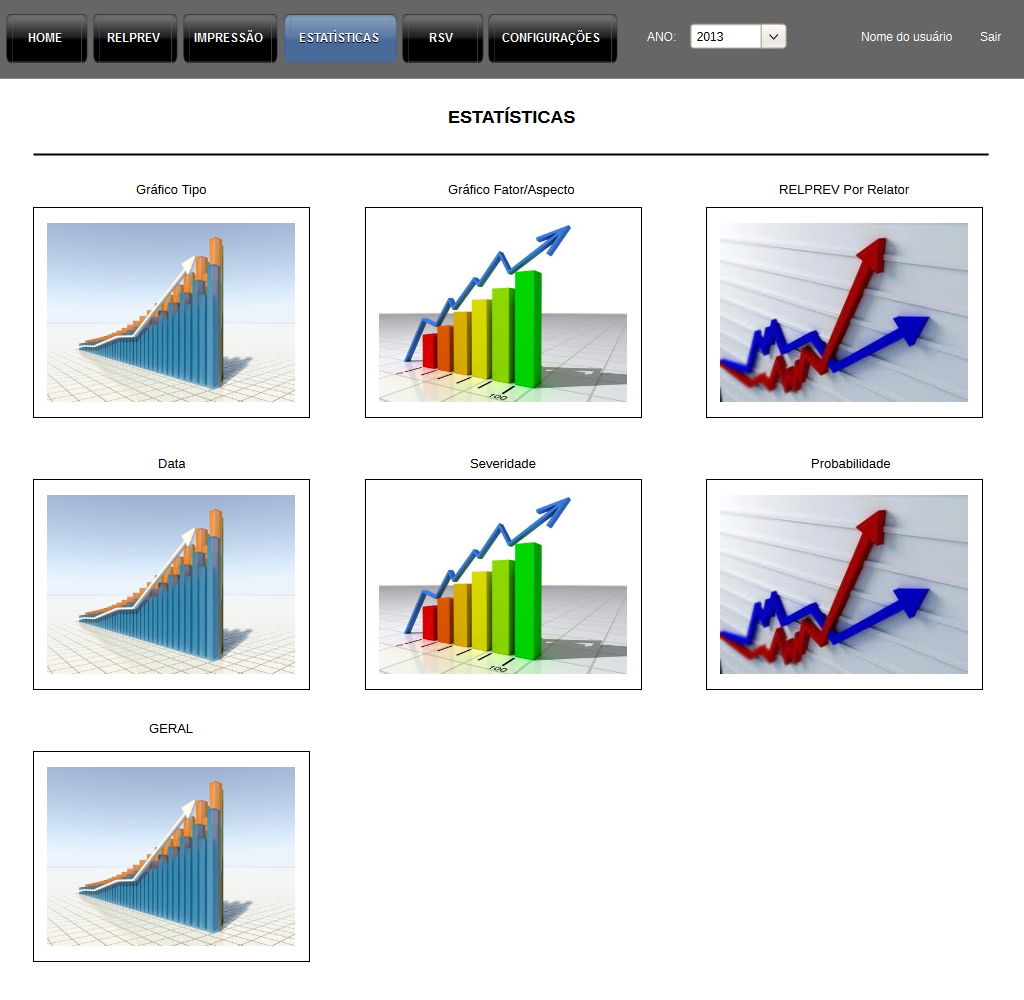 HOME RELPREV IMPRESSÃO ESTATÍSTICAS RSV CONFIGURAÇÕES ANO: 2013 Nome do usuário Sair
ESTATÍSTICAS
Gráfico Tipo Gráfico Fator/Aspecto RELPREV Por Relator
100
Data Severidade Probabilidade
100
GERAL